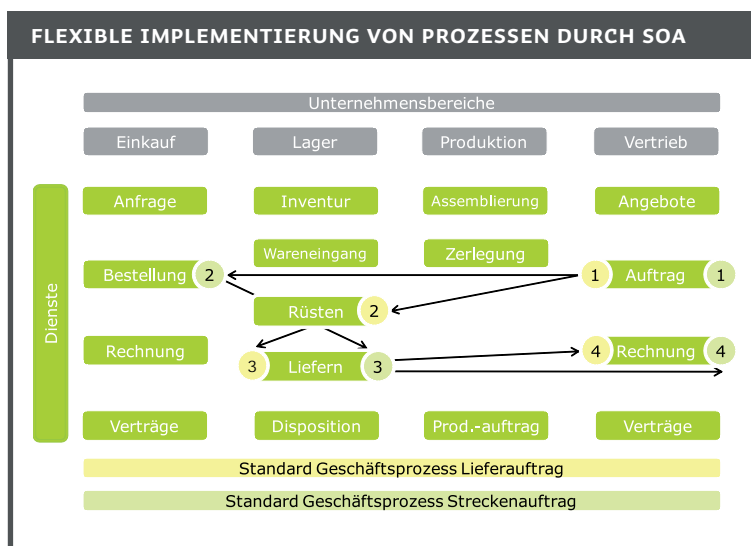 FLEXIBLE IMPLEMENTIERUNG VON PROZESSEN DURCH SOA
Unternehmensbereiche
Einkauf Lager Produktion Vertrieb
Dienste
Anfrage Inventur Assemblierung Angebote
Wareneingang Zerlegung
Bestellung 2 1 Auftrag 1
Rüsten 2
Rechnung 3 Liefern 3 4 Rechnung 4
Verträge Disposition Prod.-auftrag Verträge
Standard Geschäftsprozess Lieferauftrag
Standard Geschäftsprozess Streckenauftrag